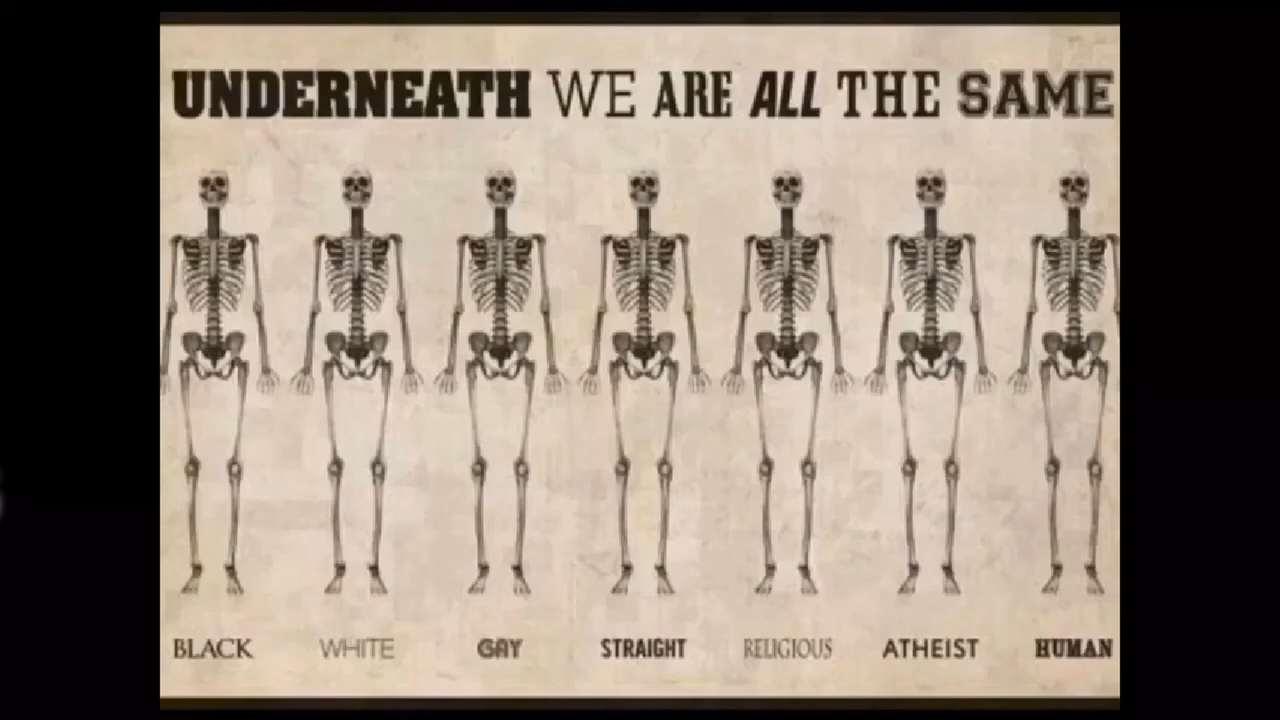 UNDERNEATH WE ARE ALL THE SAME
BLACK WHITE GAY STRAIGHT RELIGIOUS ATHEIST HUMAN